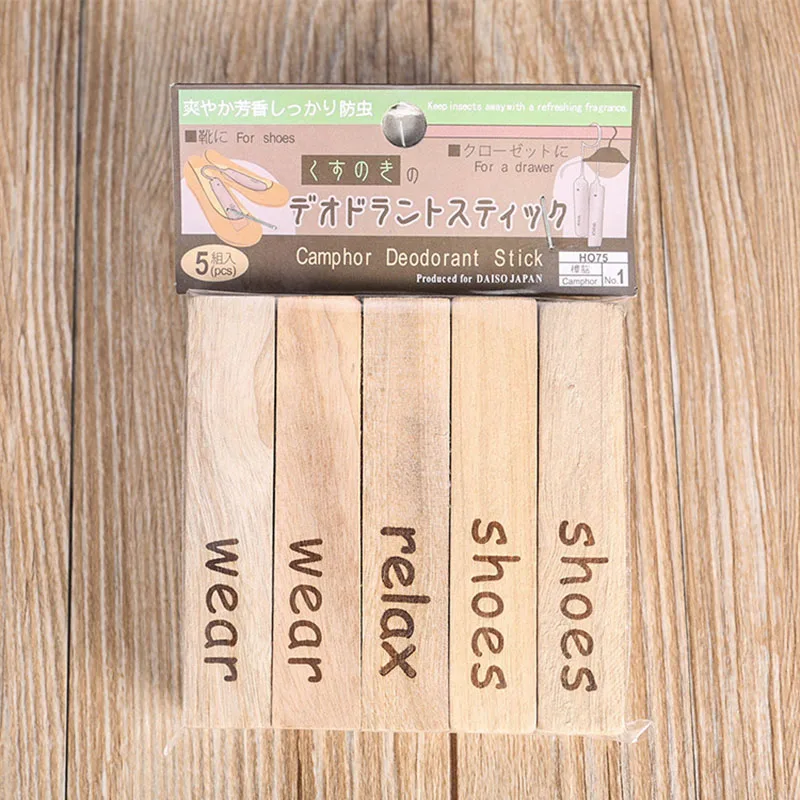 爽やか芳香しっかり防虫
Keep insects away with a refreshing fragrance.
■靴に For shoes
■クローゼットに
For a drawer
くすのきの
デオドラントスティック
5組入
(pcs)
Camphor Deodorant Stick
Produced for DAISO JAPAN
HO75
樟脳
Camphor
No.1
wear
wear
relax
shoes
shoes